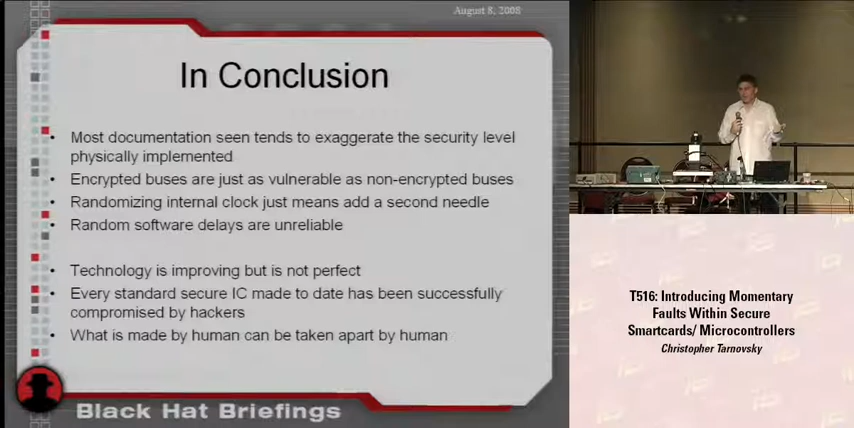 August 8, 2008
In Conclusion
• Most documentation seen tends to exaggerate the security level
physically implemented
• Encrypted buses are just as vulnerable as non-encrypted buses
• Randomizing internal clock just means add a second needle
• Random software delays are unreliable
• Technology is improving but is not perfect
• Every standard secure IC made to date has been successfully
compromised by hackers
• What is made by human can be taken apart by human
Black Hat Briefings
T516: Introducing Momentary
Faults Within Secure
Smartcards/ Microcontrollers
Christopher Tarnovsky